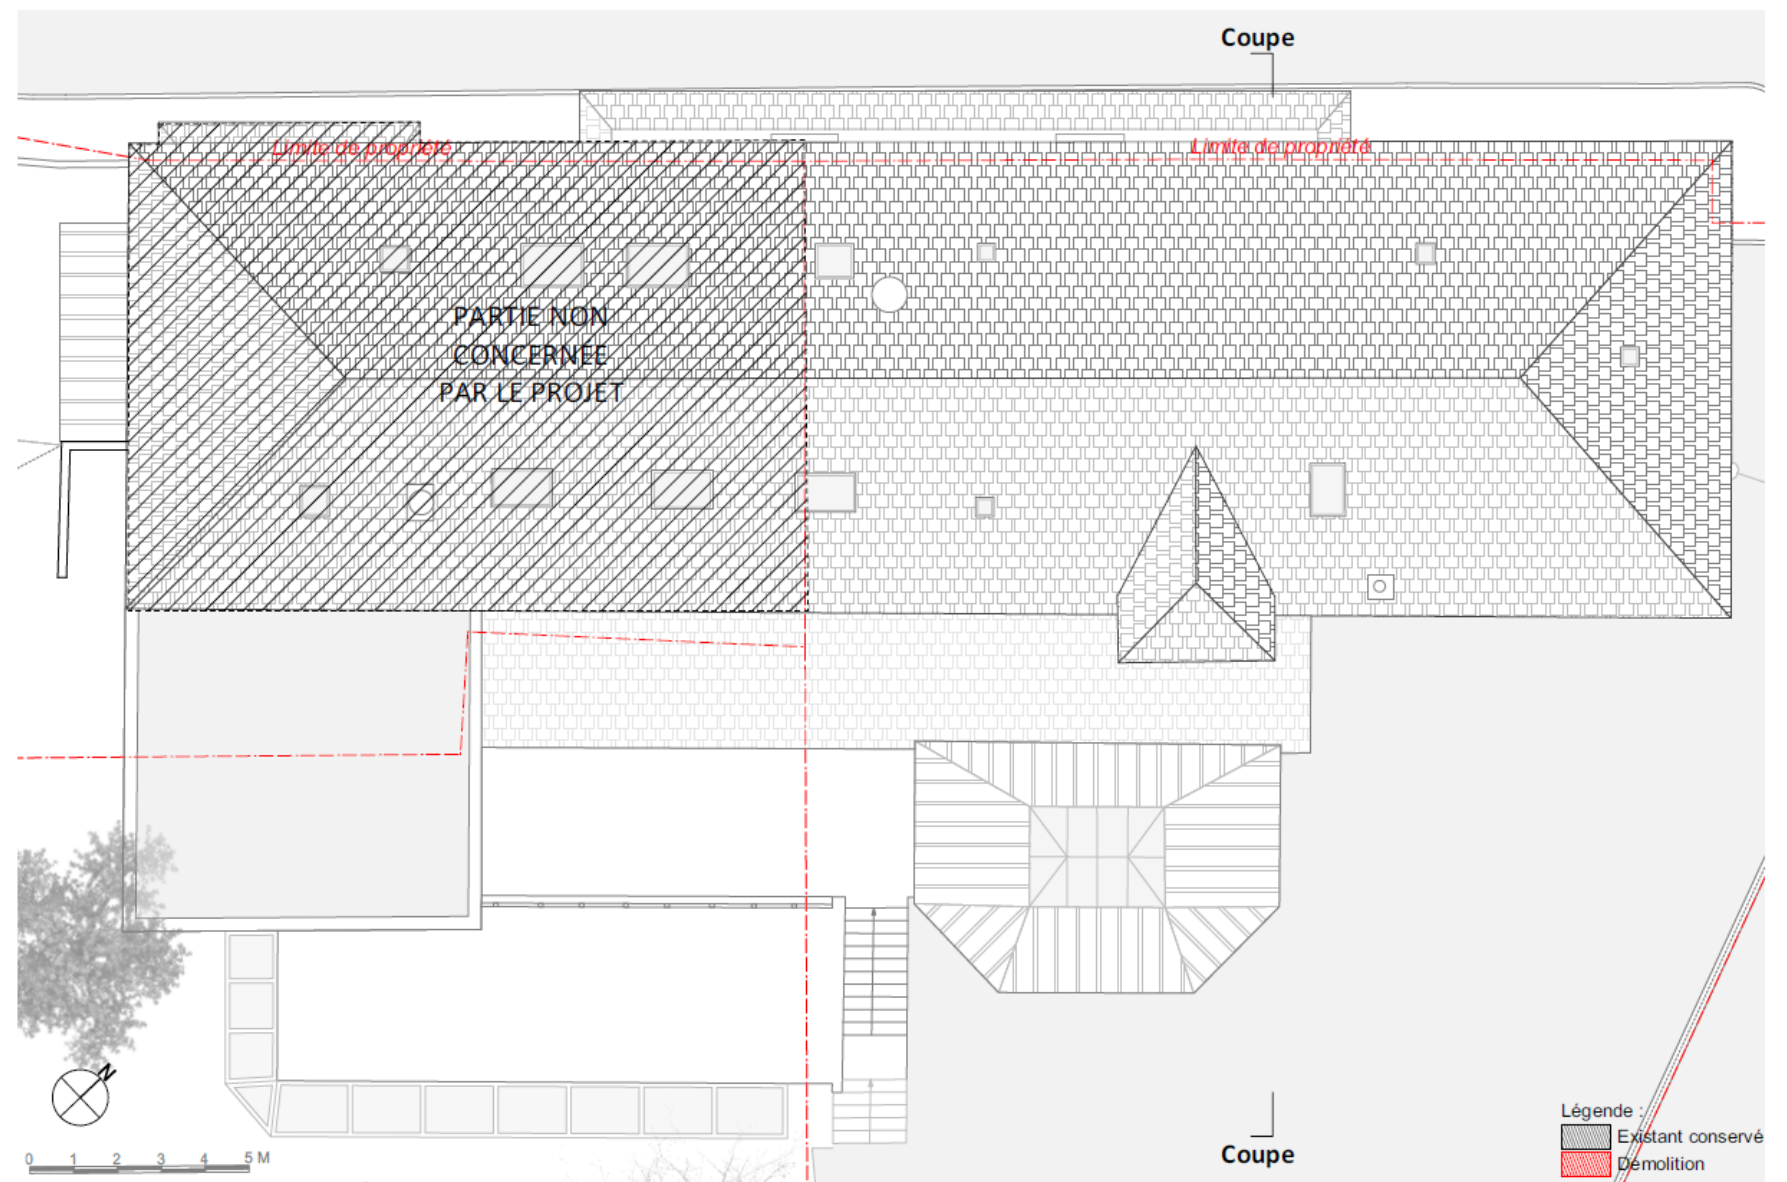 Coupe
Limite de propriété
Limite de propriété
PARTIE NON
CONCERNEE
PAR LE PROJET
N
0 1 2 3 4 5 M
Coupe
Légende :
Existant conservé
Démolition